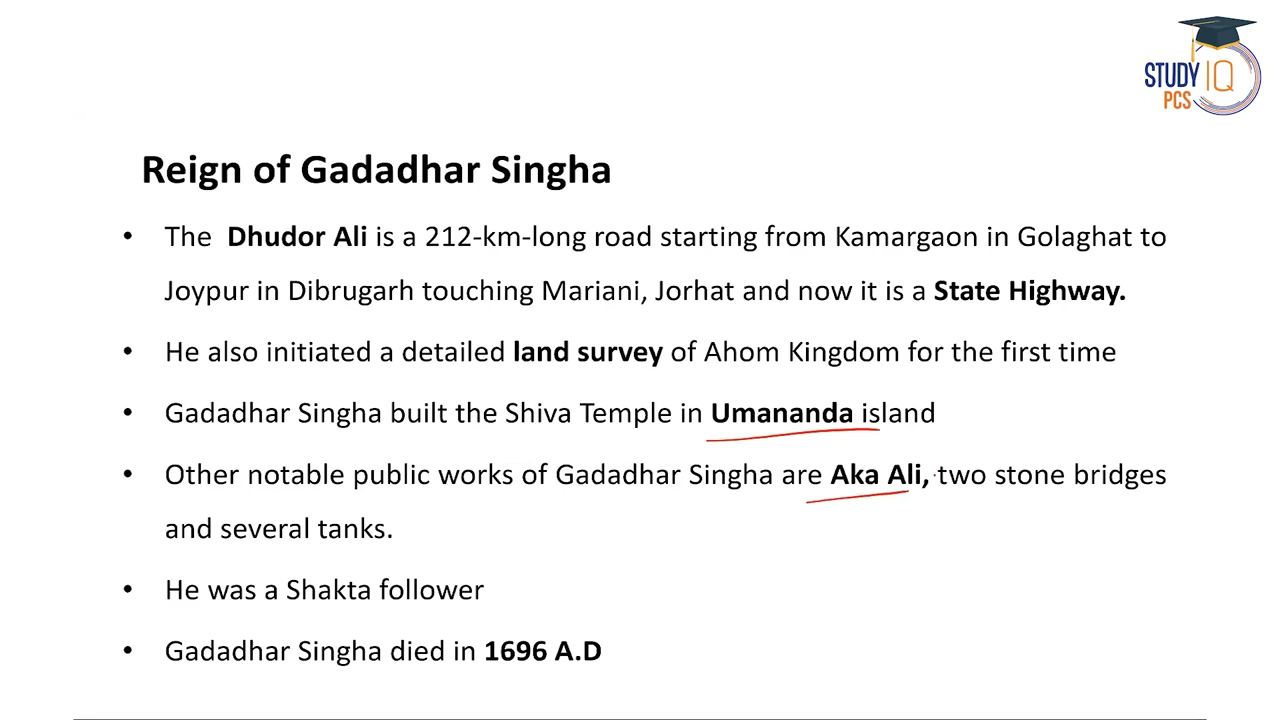 STUDY IQ
PCS
Reign of Gadadhar Singha
• The Dhudor Ali is a 212-km-long road starting from Kamargaon in Golaghat to
Joypur in Dibrugarh touching Mariani, Jorhat and now it is a State Highway.
• He also initiated a detailed land survey of Ahom Kingdom for the first time
• Gadadhar Singha built the Shiva Temple in Umananda island
• Other notable public works of Gadadhar Singha are Aka Ali, two stone bridges
and several tanks.
• He was a Shakta follower
• Gadadhar Singha died in 1696 A.D